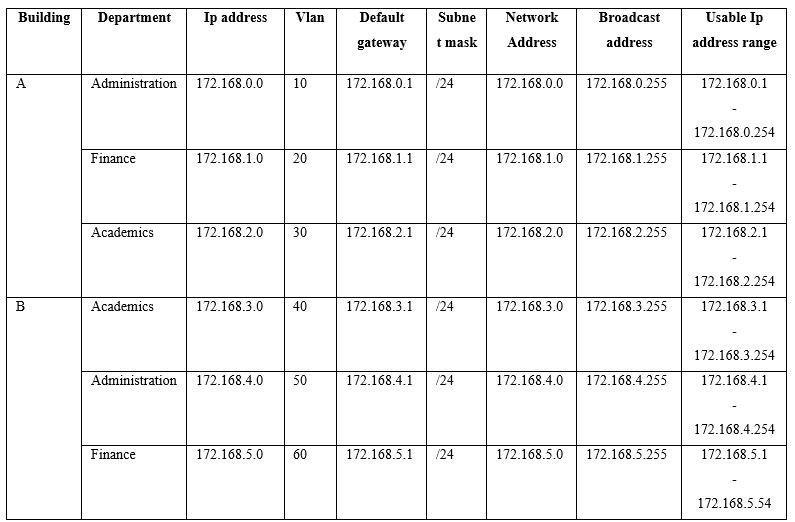 Building Department Ip address Vlan Default gateway Subne t mask Network Address Broadcast address Usable Ip address range
A Administration 172.168.0.0 10 172.168.0.1 /24 172.168.0.0 172.168.0.255 172.168.0.1 - 172.168.0.254
Finance 172.168.1.0 20 172.168.1.1 /24 172.168.1.0 172.168.1.255 172.168.1.1 - 172.168.1.254
Academics 172.168.2.0 30 172.168.2.1 /24 172.168.2.0 172.168.2.255 172.168.2.1 - 172.168.2.254
B Academics 172.168.3.0 40 172.168.3.1 /24 172.168.3.0 172.168.3.255 172.168.3.1 - 172.168.3.254
Administration 172.168.4.0 50 172.168.4.1 /24 172.168.4.0 172.168.4.255 172.168.4.1 - 172.168.4.254
Finance 172.168.5.0 60 172.168.5.1 /24 172.168.5.0 172.168.5.255 172.168.5.1 - 172.168.5.54